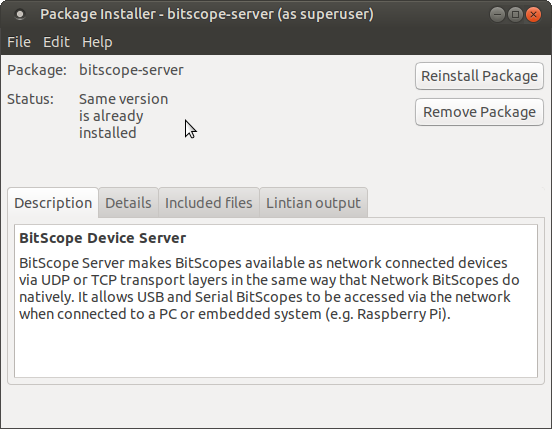 Package Installer - bitscope-server (as superuser)
File Edit Help
Package: bitscope-server
Reinstall Package
Status: Same version
is already
installed
Remove Package
Description Details Included files Lintian output
BitScope Device Server
BitScope Server makes BitScopes available as network connected devices
via UDP or TCP transport layers in the same way that Network BitScopes do
natively. It allows USB and Serial BitScopes to be accessed via the network
when connected to a PC or embedded system (e.g. Raspberry Pi).